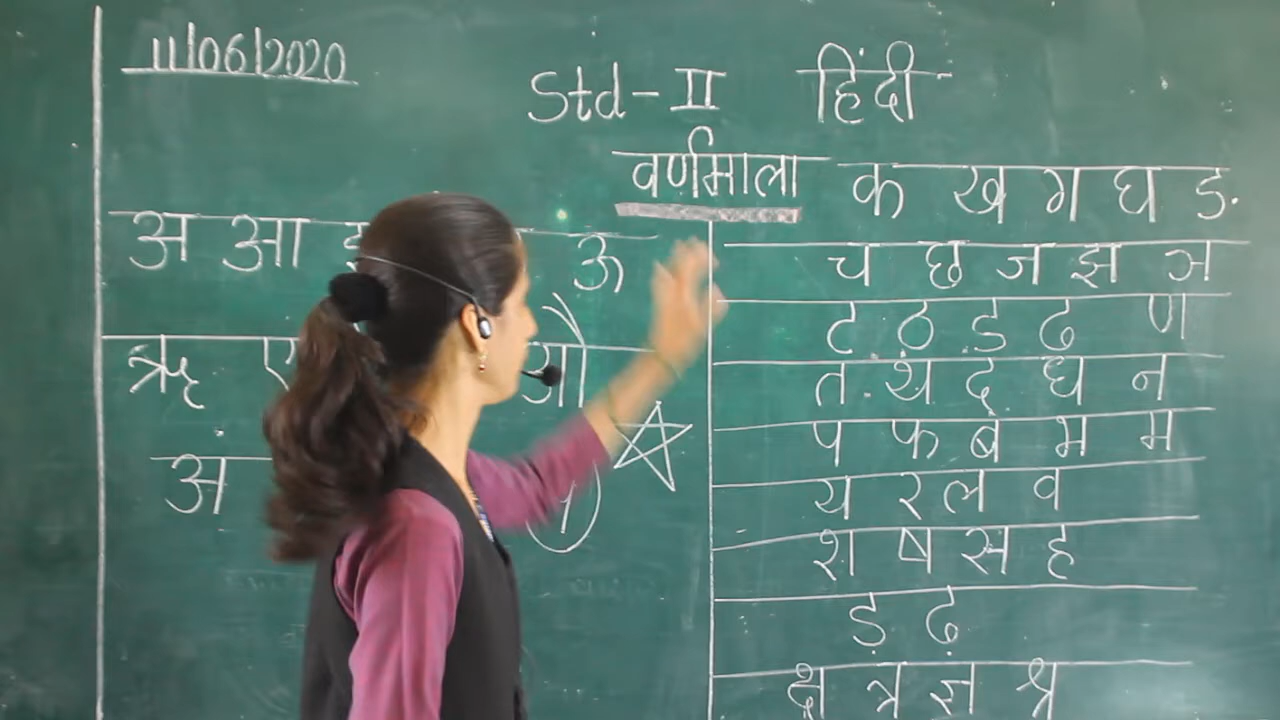 11/06/2020
Std-II हिंदी
वर्णमाला
अ आ ऊ
ऋ ए
अ
क ख ग घ ङ
च छ ज झ ञ
ट ठ ड ढ ण
त थ द ध न
प फ ब भ म
य र ल व
श ष स ह
ड़ ढ़
क्ष त्र ज्ञ श्र